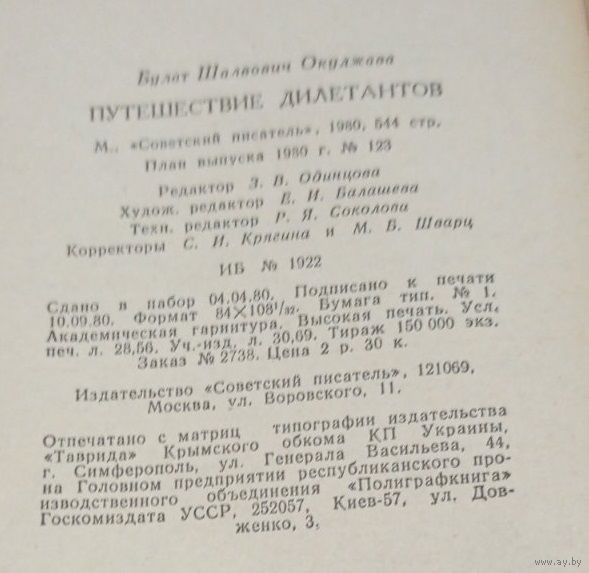 Булат Шалвович Окуджава
ПУТЕШЕСТВИЕ ДИЛЕТАНТОВ
М., «Советский писатель», 1980, 544 стр.
План выпуска 1980 г. № 123
Редактор З. В. Одинцова
Худож. редактор Е. И. Балашева
Техн. редактор Р. Я. Соколова
Корректоры С. И. Крягина и М. Б. Шварц
ИБ № 1922
Сдано в набор 04.04.80. Подписано к печати
10.09.80. Формат 84×108¹/₃₂. Бумага тип. № 1.
Академическая гарнитура. Высокая печать. Усл.
печ. л. 28,56. Уч.-изд. л. 30,69. Тираж 150 000 экз.
Заказ № 2738. Цена 2 р. 30 к.
Издательство «Советский писатель», 121069,
Москва, ул. Воровского, 11.
Отпечатано с матриц типографии издательства
«Таврида» Крымского обкома КП Украины,
г. Симферополь, ул. Генерала Васильева, 44,
на Головном предприятии республиканского про-
изводственного объединения «Полиграфкнига»
Госкомиздата УССР, 252057, Киев-57, ул. Дов-
женко, 3.
www.ay.by